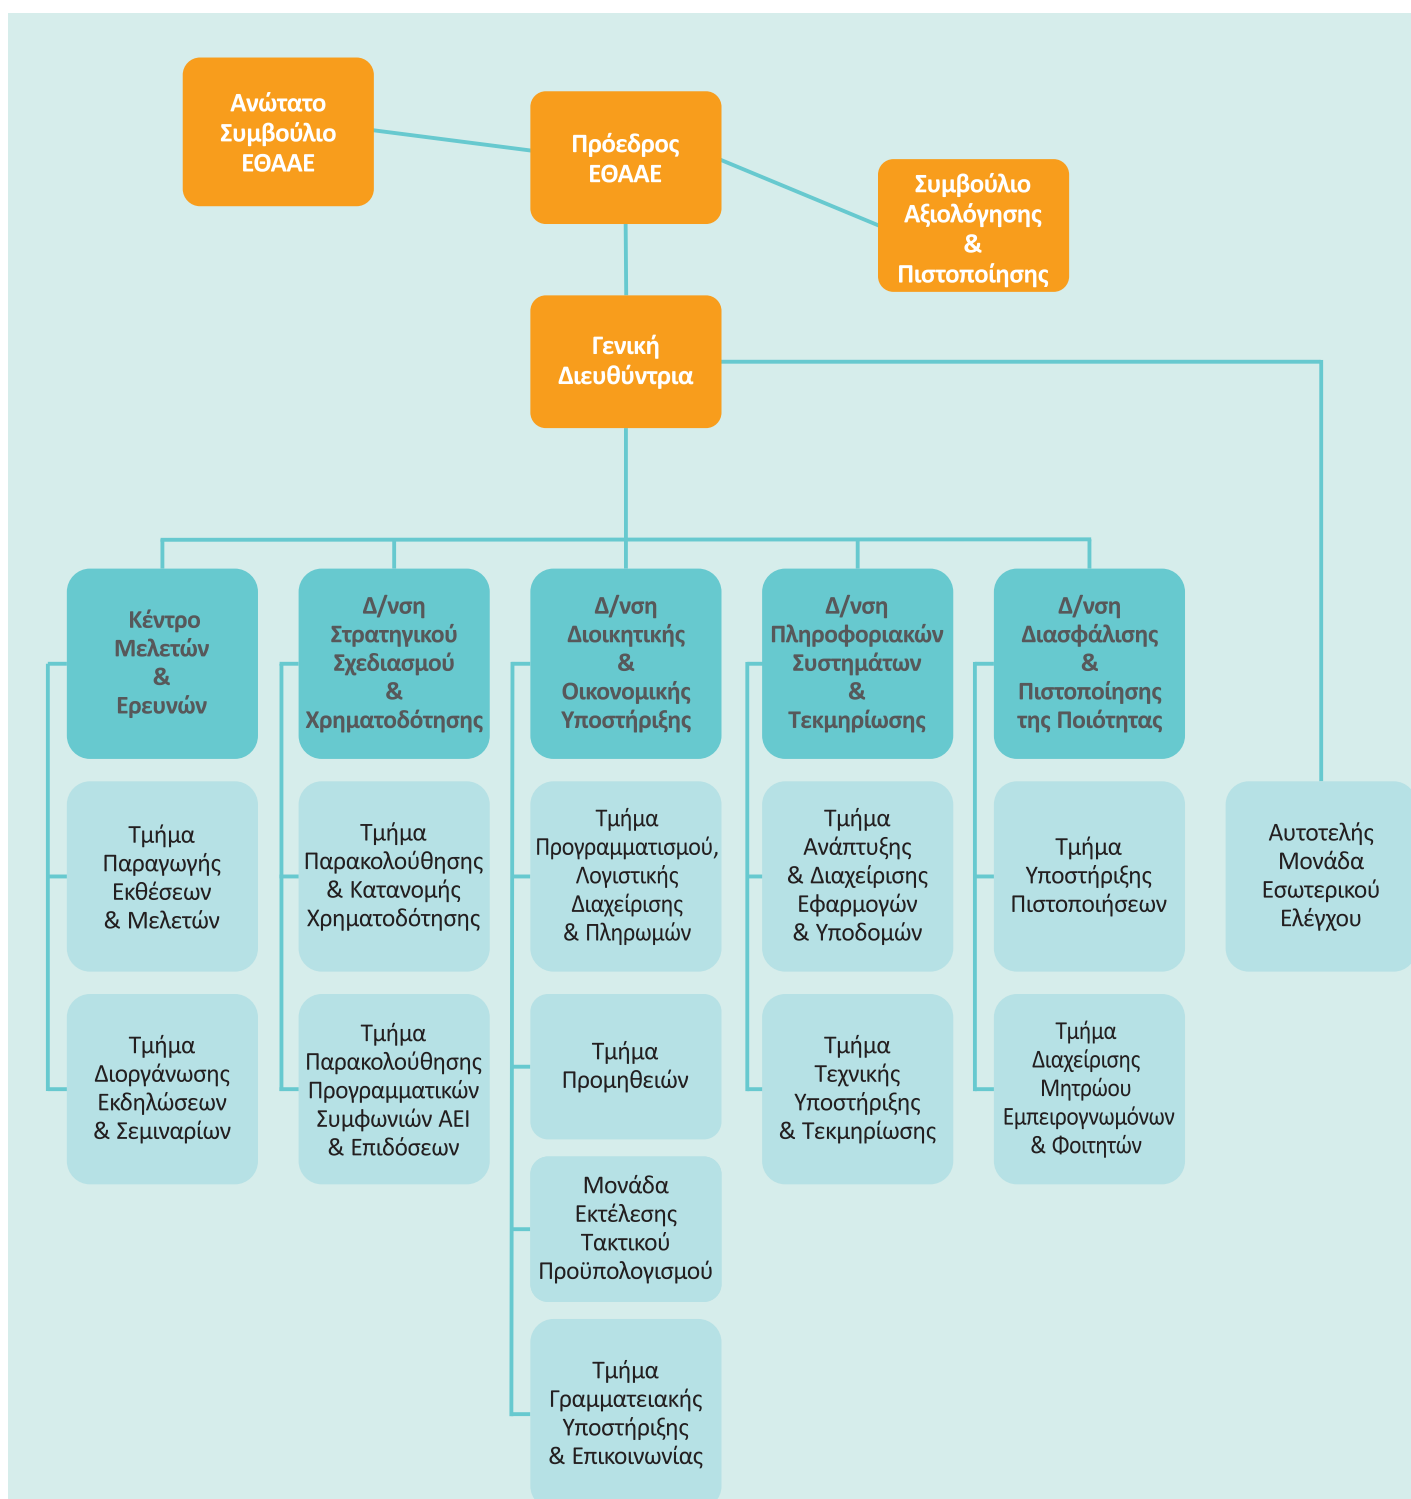 Ανώτατο
Συμβούλιο
ΕΘΑΑΕ
Πρόεδρος
ΕΘΑΑΕ
Συμβούλιο
Αξιολόγησης
&
Πιστοποίησης
Γενική
Διευθύντρια
Κέντρο
Μελετών
&
Ερευνών
Δ/νση
Στρατηγικού
Σχεδιασμού
&
Χρηματοδότησης
Δ/νση
Διοικητικής
&
Οικονομικής
Υποστήριξης
Δ/νση
Πληροφοριακών
Συστημάτων
&
Τεκμηρίωσης
Δ/νση
Διασφάλισης
&
Πιστοποίησης
της Ποιότητας
Τμήμα
Παραγωγής
Εκθέσεων
& Μελετών
Τμήμα
Παρακολούθησης
& Κατανομής
Χρηματοδότησης
Τμήμα
Προγραμματισμού,
Λογιστικής
Διαχείρισης
& Πληρωμών
Τμήμα
Ανάπτυξης
& Διαχείρισης
Εφαρμογών
& Υποδομών
Τμήμα
Υποστήριξης
Πιστοποιήσεων
Αυτοτελής
Μονάδα
Εσωτερικού
Ελέγχου
Τμήμα
Διοργάνωσης
Εκδηλώσεων
& Σεμιναρίων
Τμήμα
Παρακολούθησης
Προγραμματικών
Συμφωνιών ΑΕΙ
& Επιδόσεων
Τμήμα
Προμηθειών
Τμήμα
Τεχνικής
Υποστήριξης
& Τεκμηρίωσης
Τμήμα
Διαχείρισης
Μητρώου
Εμπειρογνωμόνων
& Φοιτητών
Μονάδα
Εκτέλεσης
Τακτικού
Προϋπολογισμού
Τμήμα
Γραμματειακής
Υποστήριξης
& Επικοινωνίας